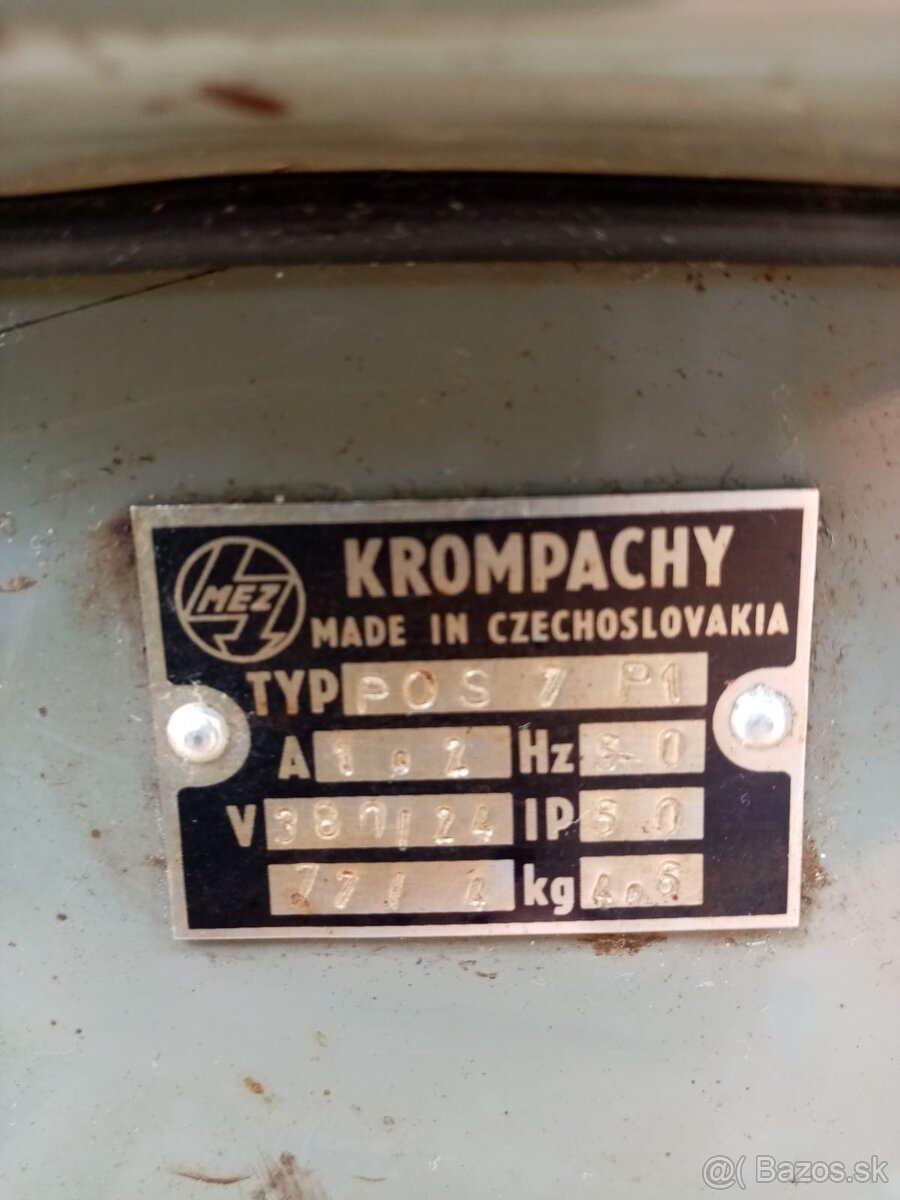 MEZ KROMPACHY
MADE IN CZECHOSLOVAKIA
TYP POS 7 P1
A 1.2 Hz 50
V 380/24 IP 50
kg 4.5
@( Bazos.sk